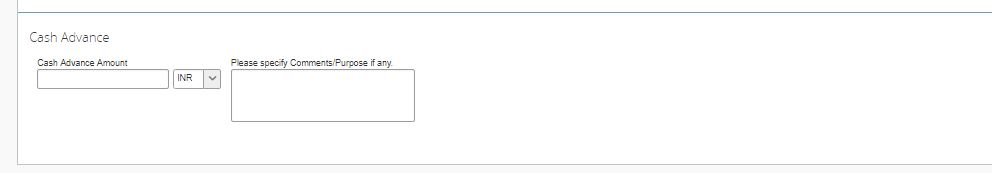 Cash Advance
Cash Advance Amount
Please specify Comments/Purpose if any.
INR